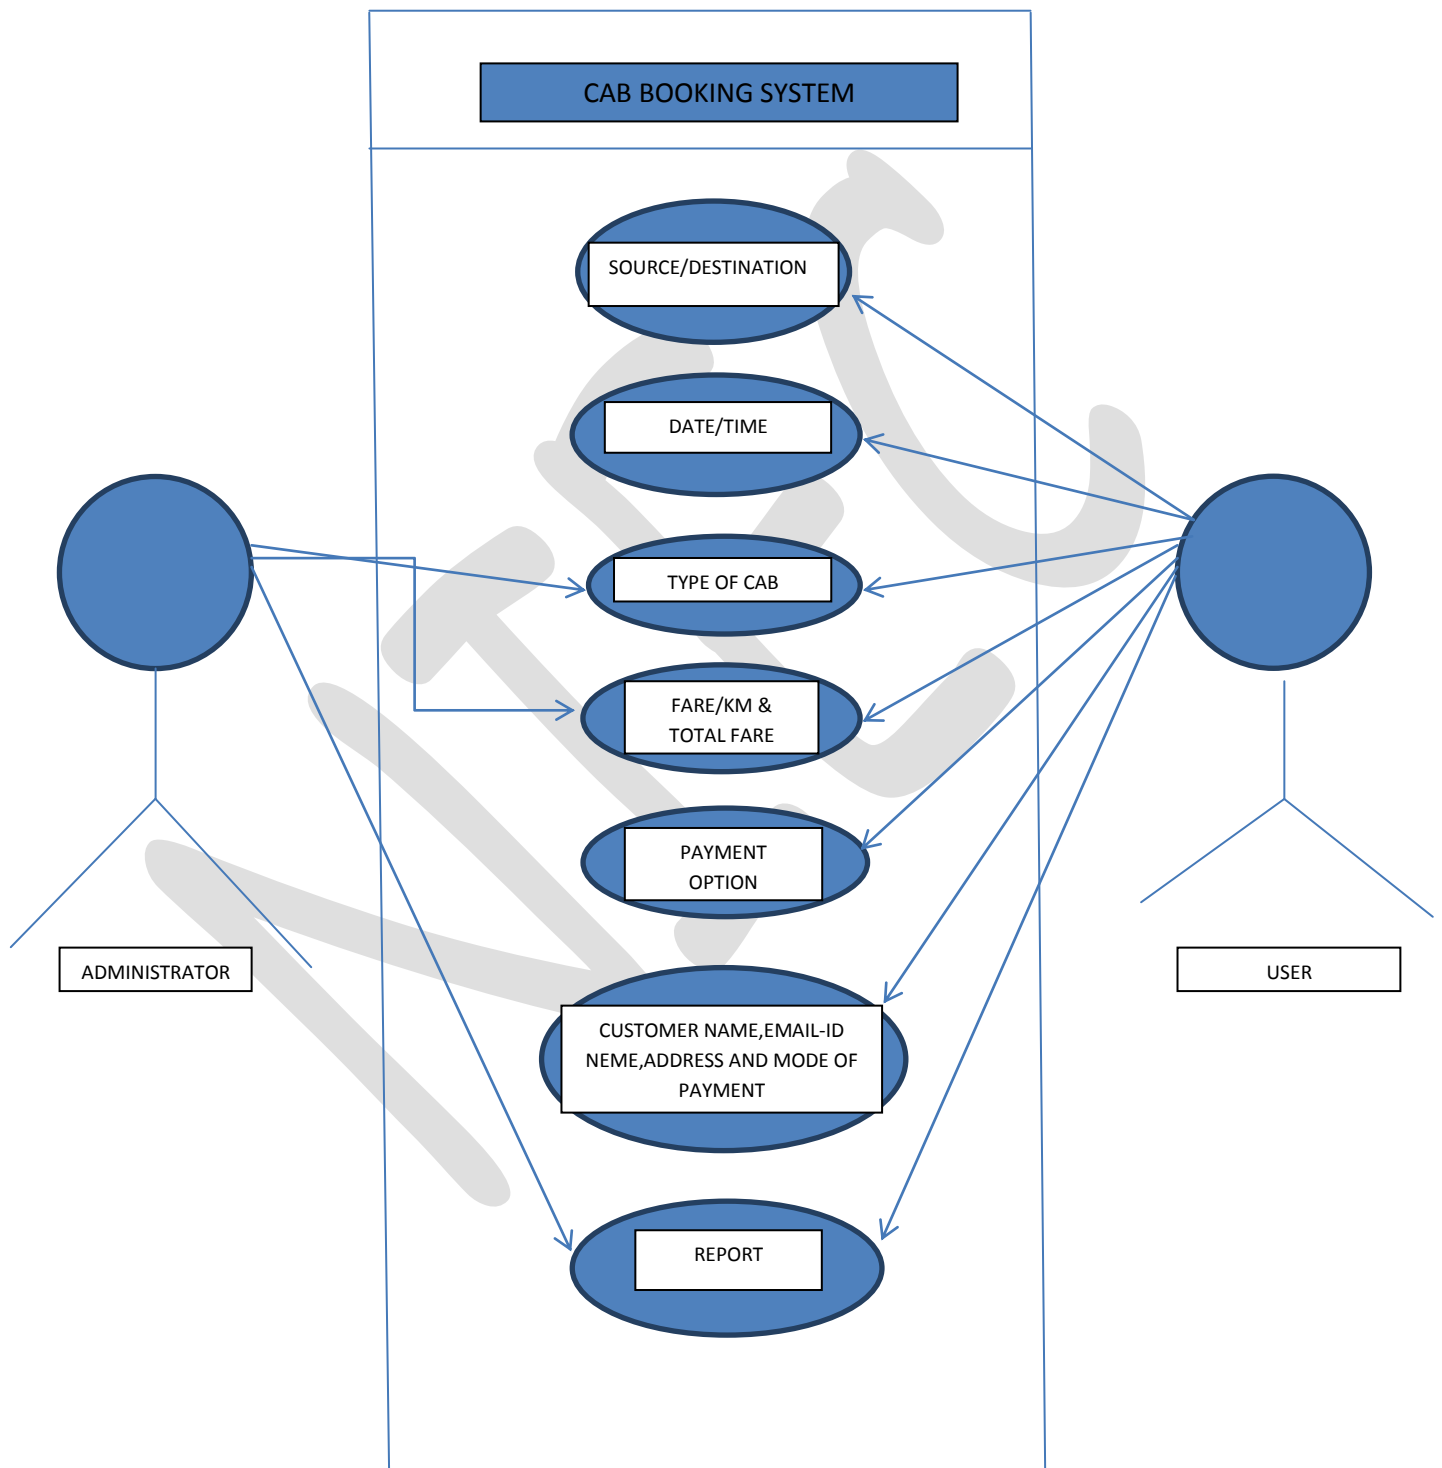 CAB BOOKING SYSTEM
SOURCE/DESTINATION
DATE/TIME
TYPE OF CAB
FARE/KM &
TOTAL FARE
PAYMENT
OPTION
ADMINISTRATOR
USER
CUSTOMER NAME,EMAIL-ID
NEME,ADDRESS AND MODE OF
PAYMENT
REPORT